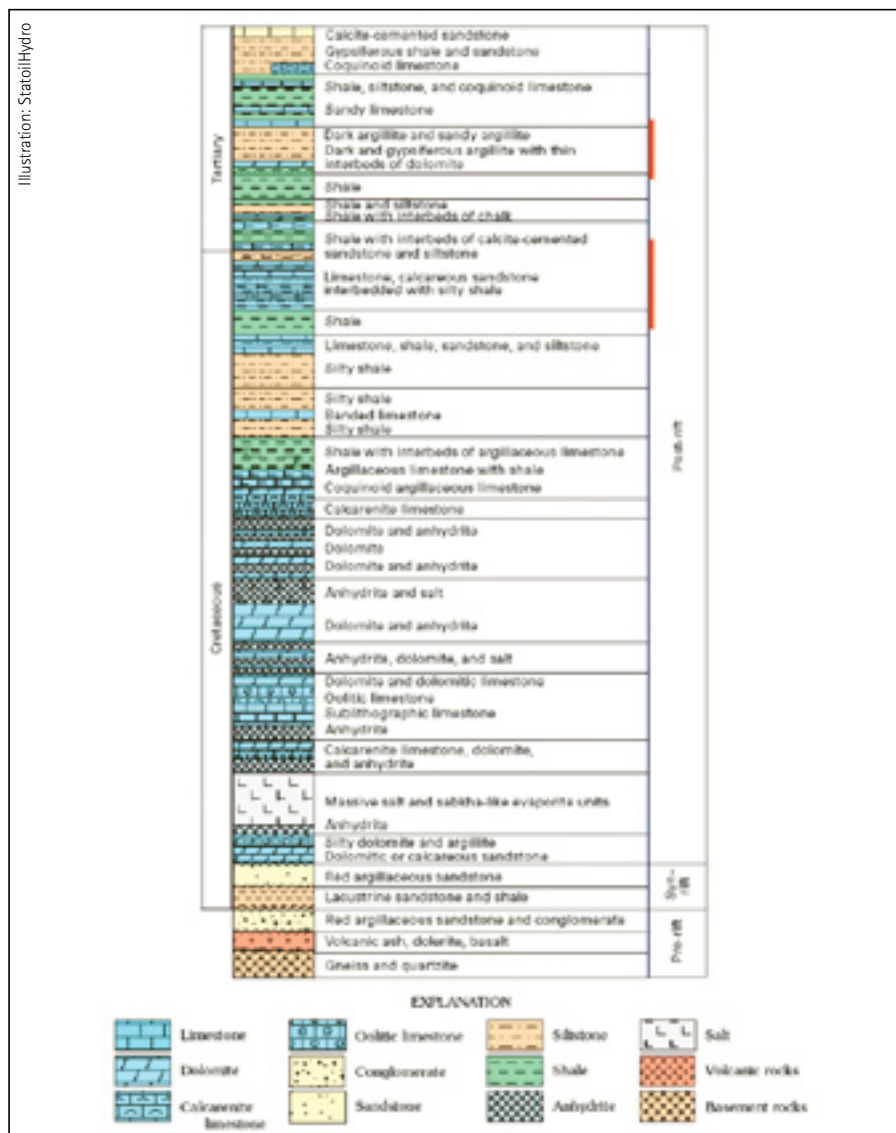 Illustration: StatoilHydro
Tertiary
Cretaceous
Calcite-cemented sandstone
Gypsiferous shale and sandstone
Coquinoid limestone
Shale, siltstone, and coquinoid limestone
Sandy limestone
Dark argillite and sandy argillite
Dark and gypsiferous argillite with thin
interbeds of dolomite
Shale
Shale and siltstone
Shale with interbeds of chalk
Shale with interbeds of calcite-cemented
sandstone and siltstone
Limestone, calcareous sandstone
interbedded with silty shale
Shale
Limestone, shale, sandstone, and siltstone
Silty shale
Silty shale
Banded limestone
Silty shale
Shale with interbeds of argillaceous limestone
Argillaceous limestone with shale
Coquinoid argillaceous limestone
Calcarenite limestone
Dolomite and anhydrite
Dolomite
Dolomite and anhydrite
Anhydrite and salt
Dolomite and anhydrite
Anhydrite, dolomite, and salt
Dolomite and dolomitic limestone
Oolitic limestone
Sublithographic limestone
Anhydrite
Calcarenite limestone, dolomite,
and anhydrite
Massive salt and sabkha-like evaporite units
Anhydrite
Silty dolomite and argillite
Dolomitic or calcareous sandstone
Red argillaceous sandstone
Lacustrine sandstone and shale
Red argillaceous sandstone and conglomerate
Volcanic ash, dolerite, basalt
Gneiss and quartzite
Post-rift
Syn-
rift
Pre-rift
EXPLANATION
Limestone
Oolitic limestone
Siltstone
Salt
Dolomite
Conglomerate
Shale
Volcanic rocks
Calcarenite
limestone
Sandstone
Anhydrite
Basement rocks